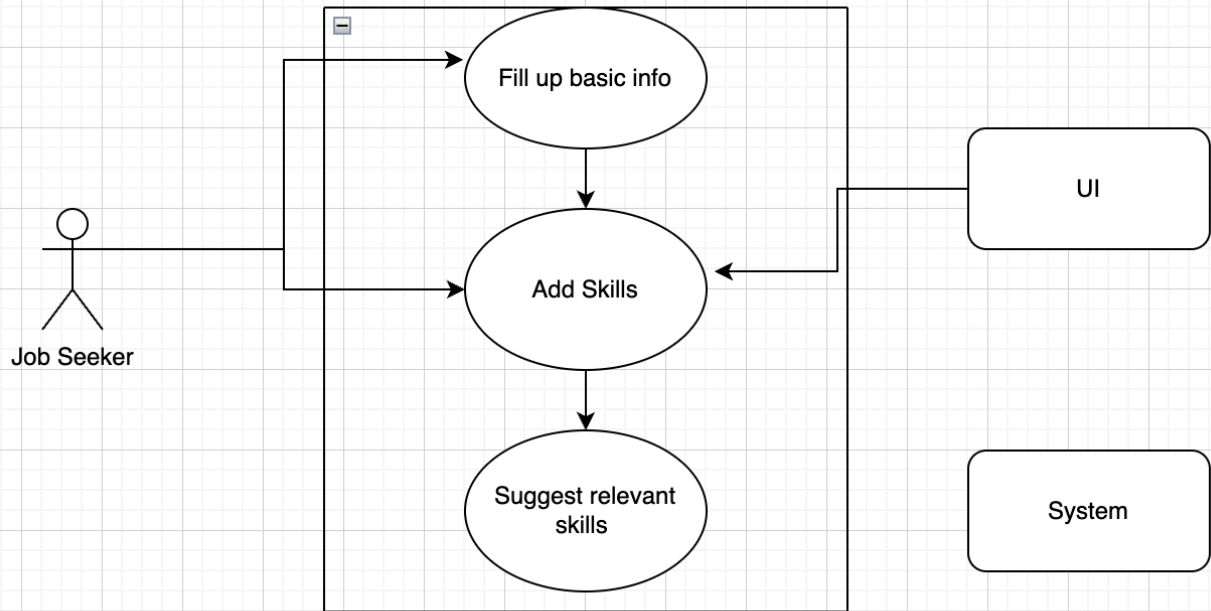 Fill up basic info
UI
Add Skills
Job Seeker
Suggest relevant
skills
System